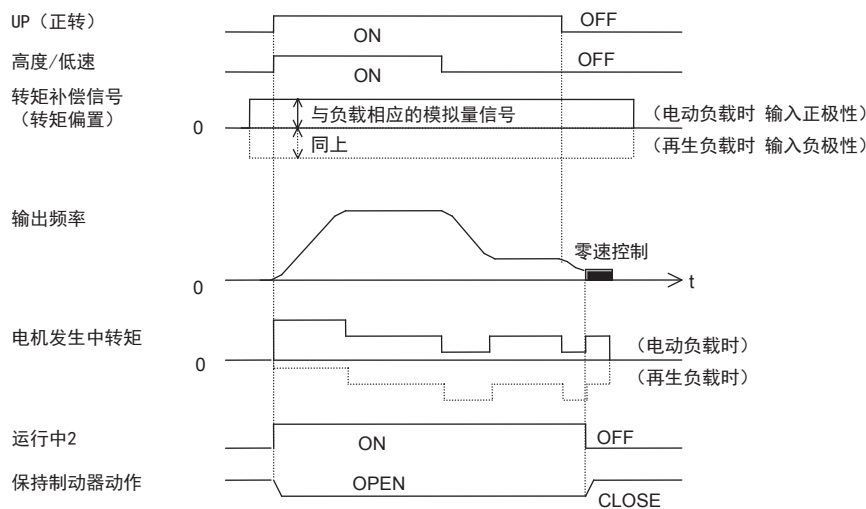 UP（正转）
ON
OFF
高度/低速
ON
OFF
转矩补偿信号
（转矩偏置）
0
与负载相应的模拟量信号
（电动负载时 输入正极性）
同上
（再生负载时 输入负极性）
输出频率
零速控制
0
t
电机发生中转矩
0
（电动负载时）
（再生负载时）
运行中2
ON
OFF
保持制动器动作
OPEN
CLOSE